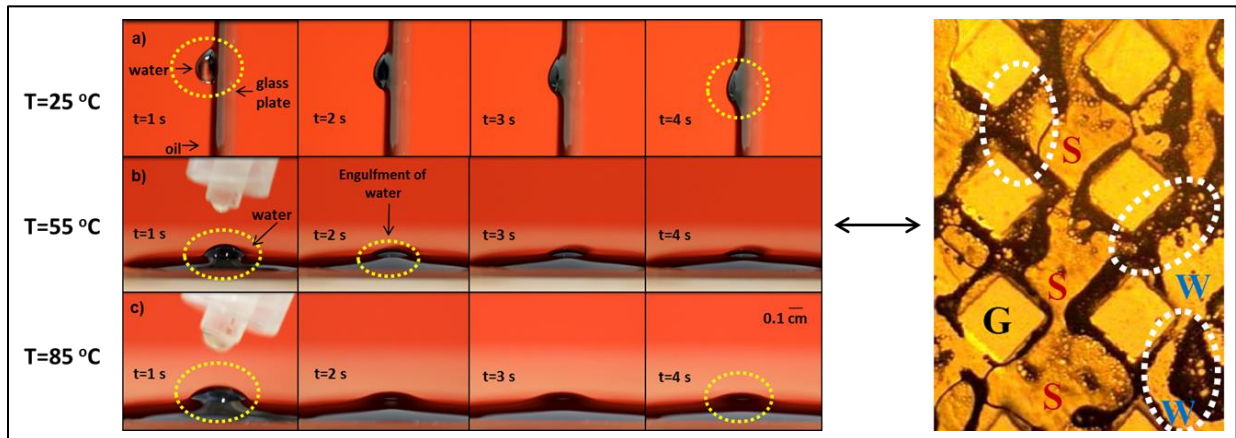 T=25 °C
a)
water
glass
plate
t=1 s
oil
t=2 s
t=3 s
t=4 s
T=55 °C
b)
t=1 s
water
Engulfment of
water
t=2 s
t=3 s
t=4 s
T=85 °C
c)
t=1 s
t=2 s
t=3 s
0.1 cm
t=4 s
S
S
W
G
S
W